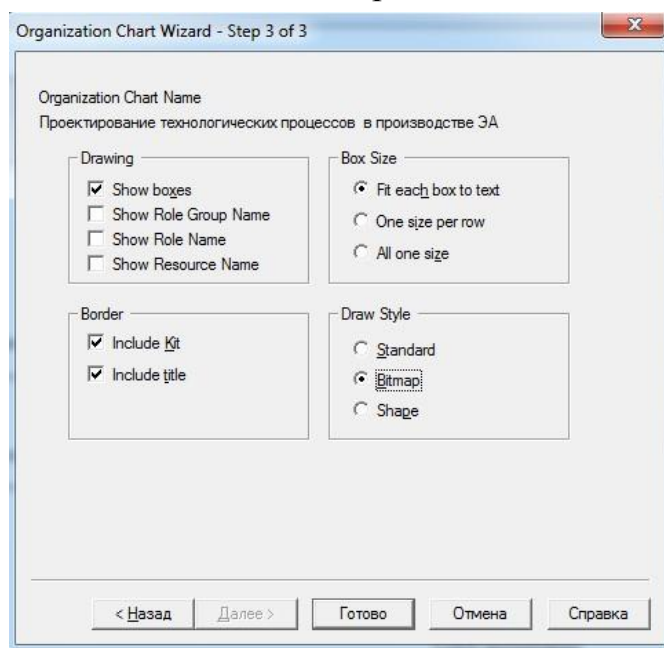 Organization Chart Wizard - Step 3 of 3
Organization Chart Name
Проектирование технологических процессов в производстве ЭА
Drawing
Show boxes
Show Role Group Name
Show Role Name
Show Resource Name
Box Size
Fit each box to text
One size per row
All one size
Border
Include Kit
Include title
Draw Style
Standard
Bitmap
Shape
< Назад
Далее >
Готово
Отмена
Справка